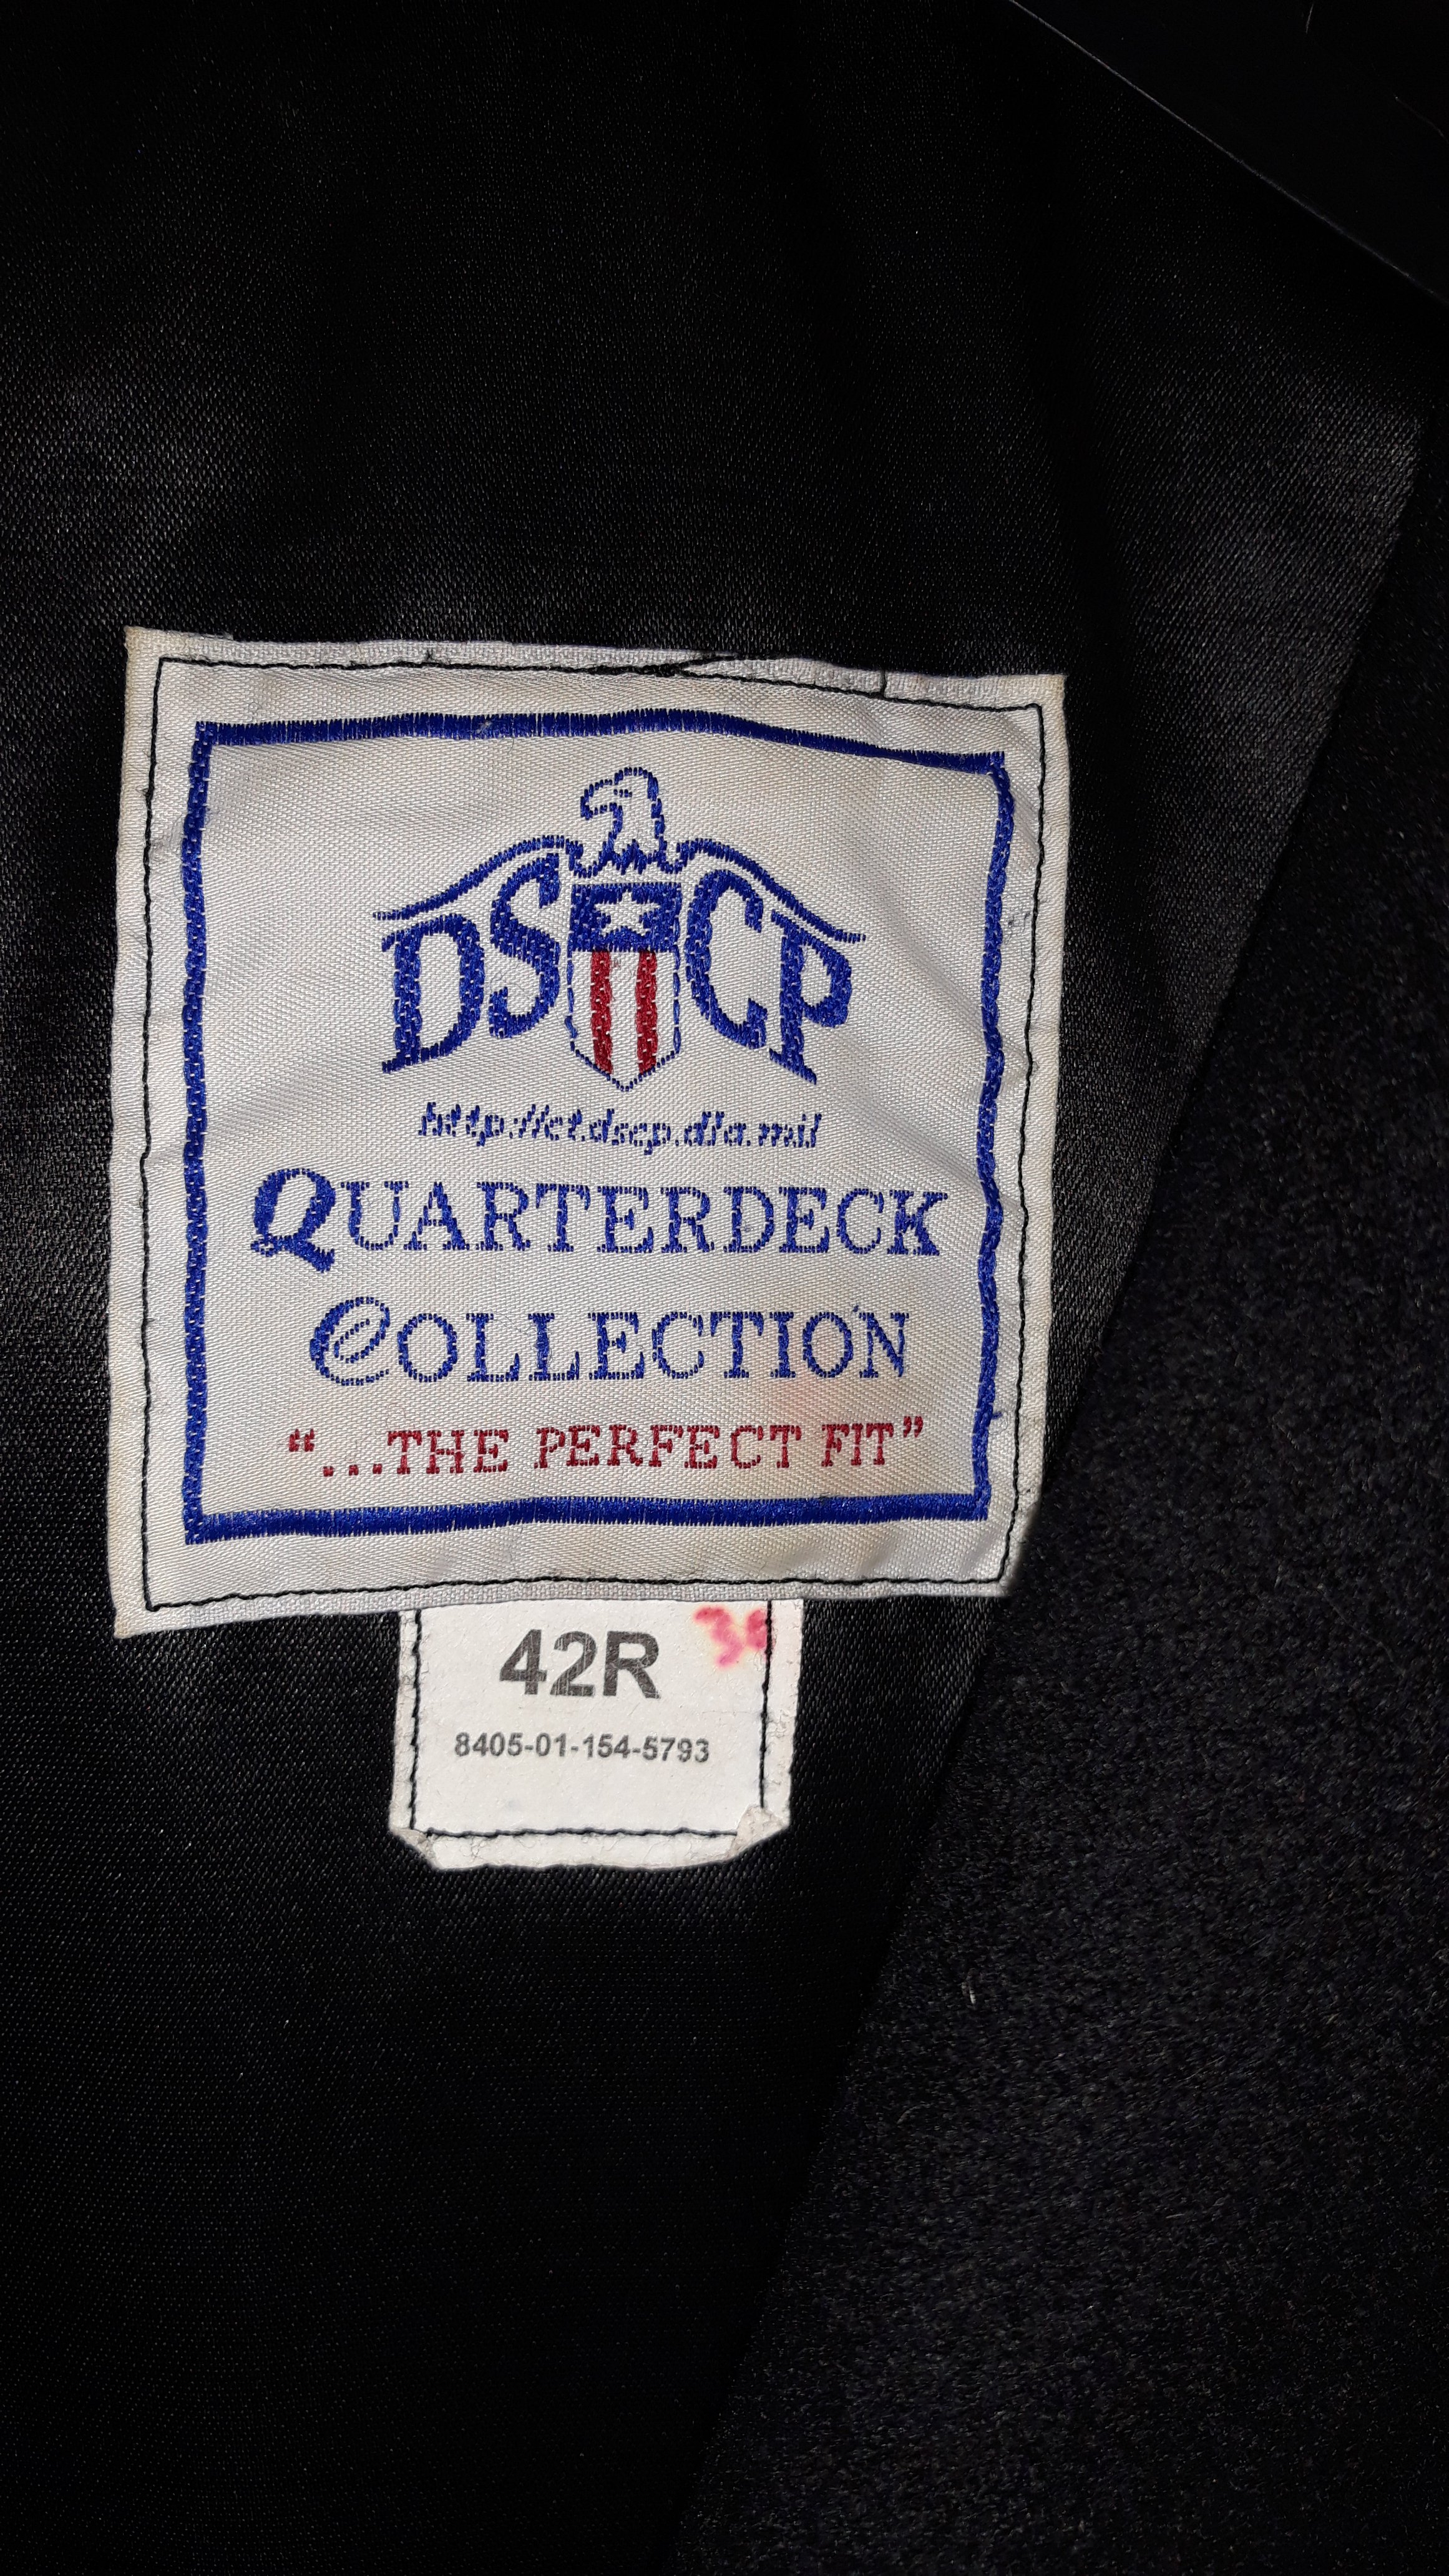 DSCP
http://ct.dscp.dla.mil
QUARTERDECK
COLLECTION
“...THE PERFECT FIT”
42R
8405-01-154-5793